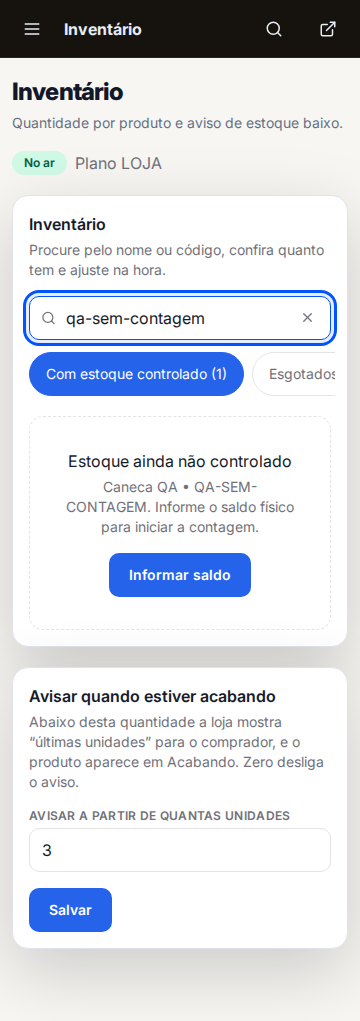 Inventário
Inventário
Quantidade por produto e aviso de estoque baixo.
No ar
Plano LOJA
Inventário
Procure pelo nome ou código, confira quanto
tem e ajuste na hora.
qa-sem-contagem
Com estoque controlado (1)
Esgotados
Estoque ainda não controlado
Caneca QA • QA-SEM-
CONTAGEM. Informe o saldo físico
para iniciar a contagem.
Informar saldo
Avisar quando estiver acabando
Abaixo desta quantidade a loja mostra
“últimas unidades” para o comprador, e o
produto aparece em Acabando. Zero desliga
o aviso.
AVISAR A PARTIR DE QUANTAS UNIDADES
3
Salvar